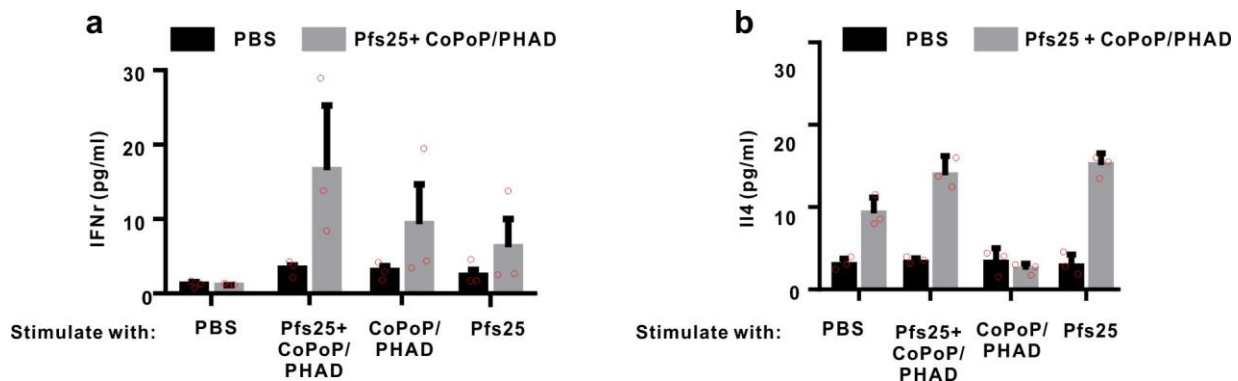 a
PBS
Pfs25+ CoPoP/PHAD
30
20
10
0
IFNr (pg/ml)
Stimulate with:
PBS
Pfs25+
CoPoP/
PHAD
CoPoP/
PHAD
Pfs25
b
PBS
Pfs25 + CoPoP/PHAD
30
20
10
0
Il4 (pg/ml)
Stimulate with:
PBS
Pfs25+
CoPoP/
PHAD
CoPoP/
PHAD
Pfs25